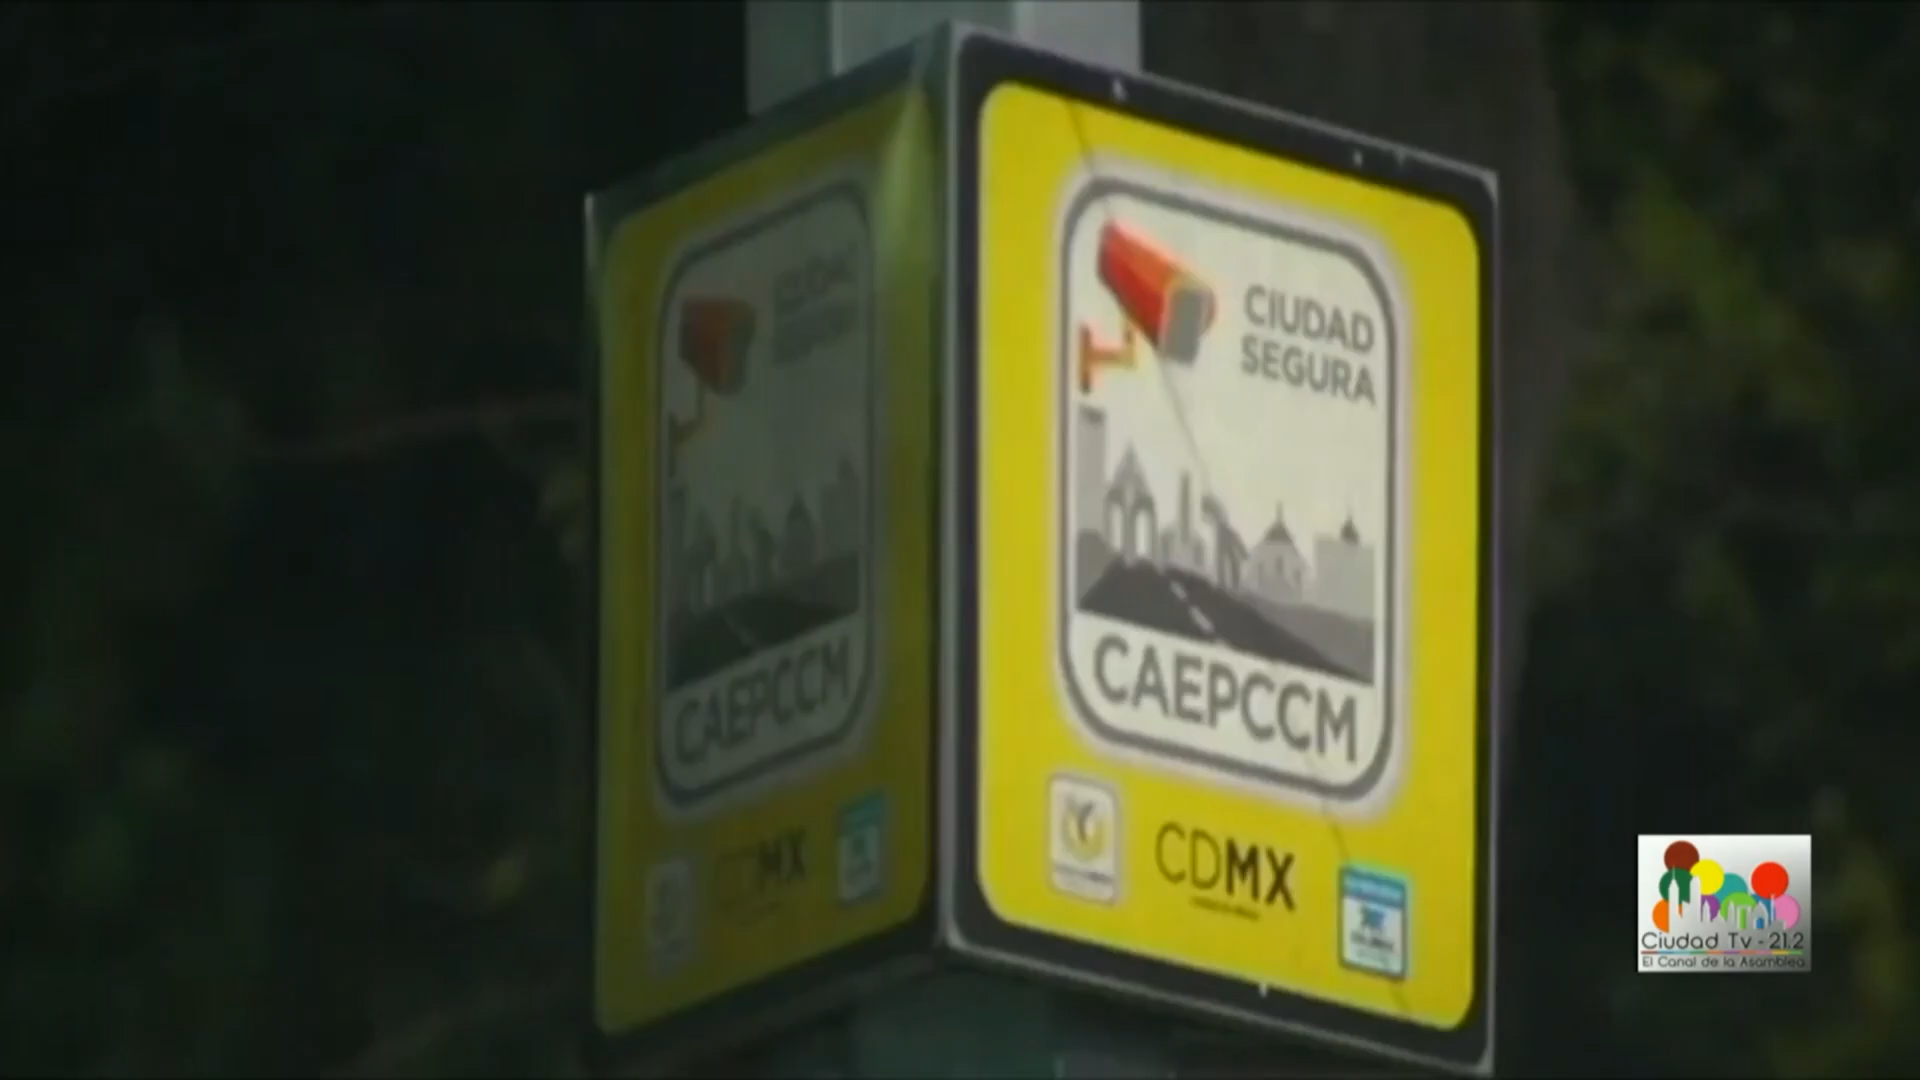 CIUDAD
SEGURA
CAEPCCM
CDMX
CAEPCCM
CDMX
Ciudad Tv - 21.2
El Canal de la Asamblea